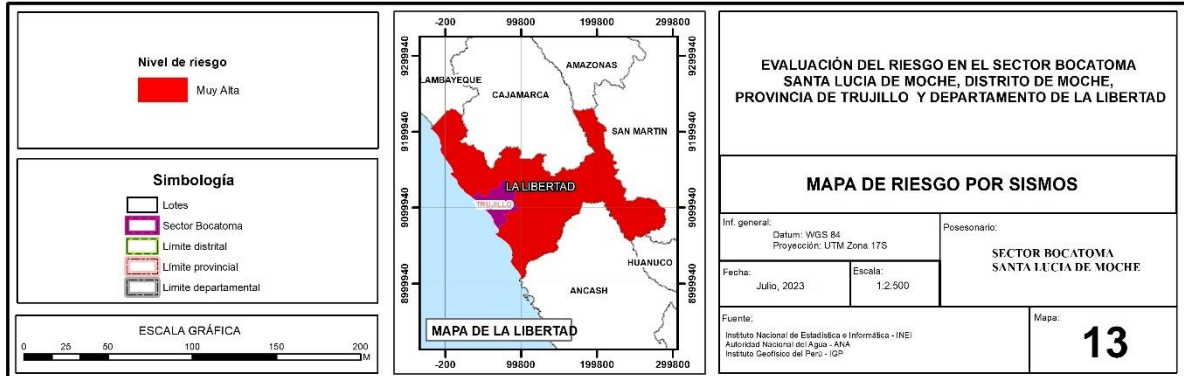 Nivel de riesgo
Muy Alta
Simbología
Lotes
Sector Bocatoma
Límite distrital
Límite provincial
Limite departamental
ESCALA GRÁFICA
0 25 50 100 150 200
M
-200 99800 199800 299800
9299940
9199940
9099940
8999940
9299940
9199940
9099940
8999940
AMAZONAS
LAMBAYEQUE
CAJAMARCA
SAN MARTIN
LA LIBERTAD
TRUJILLO
HUANUCO
ANCASH
MAPA DE LA LIBERTAD
-200 99800 199800 299800
EVALUACIÓN DEL RIESGO EN EL SECTOR BOCATOMA
SANTA LUCIA DE MOCHE, DISTRITO DE MOCHE,
PROVINCIA DE TRUJILLO Y DEPARTAMENTO DE LA LIBERTAD
MAPA DE RIESGO POR SISMOS
Inf. general:
Datum: WGS 84
Proyección: UTM Zona 17S
Posesonario:
SECTOR BOCATOMA
SANTA LUCIA DE MOCHE
Fecha:
Julio, 2023
Escala:
1:2.500
Fuente:
Instituto Nacional de Estadística e Informática - INEI
Autoridad Nacional del Agua - ANA
Instituto Geofísico del Perú - IGP
Mapa:
13